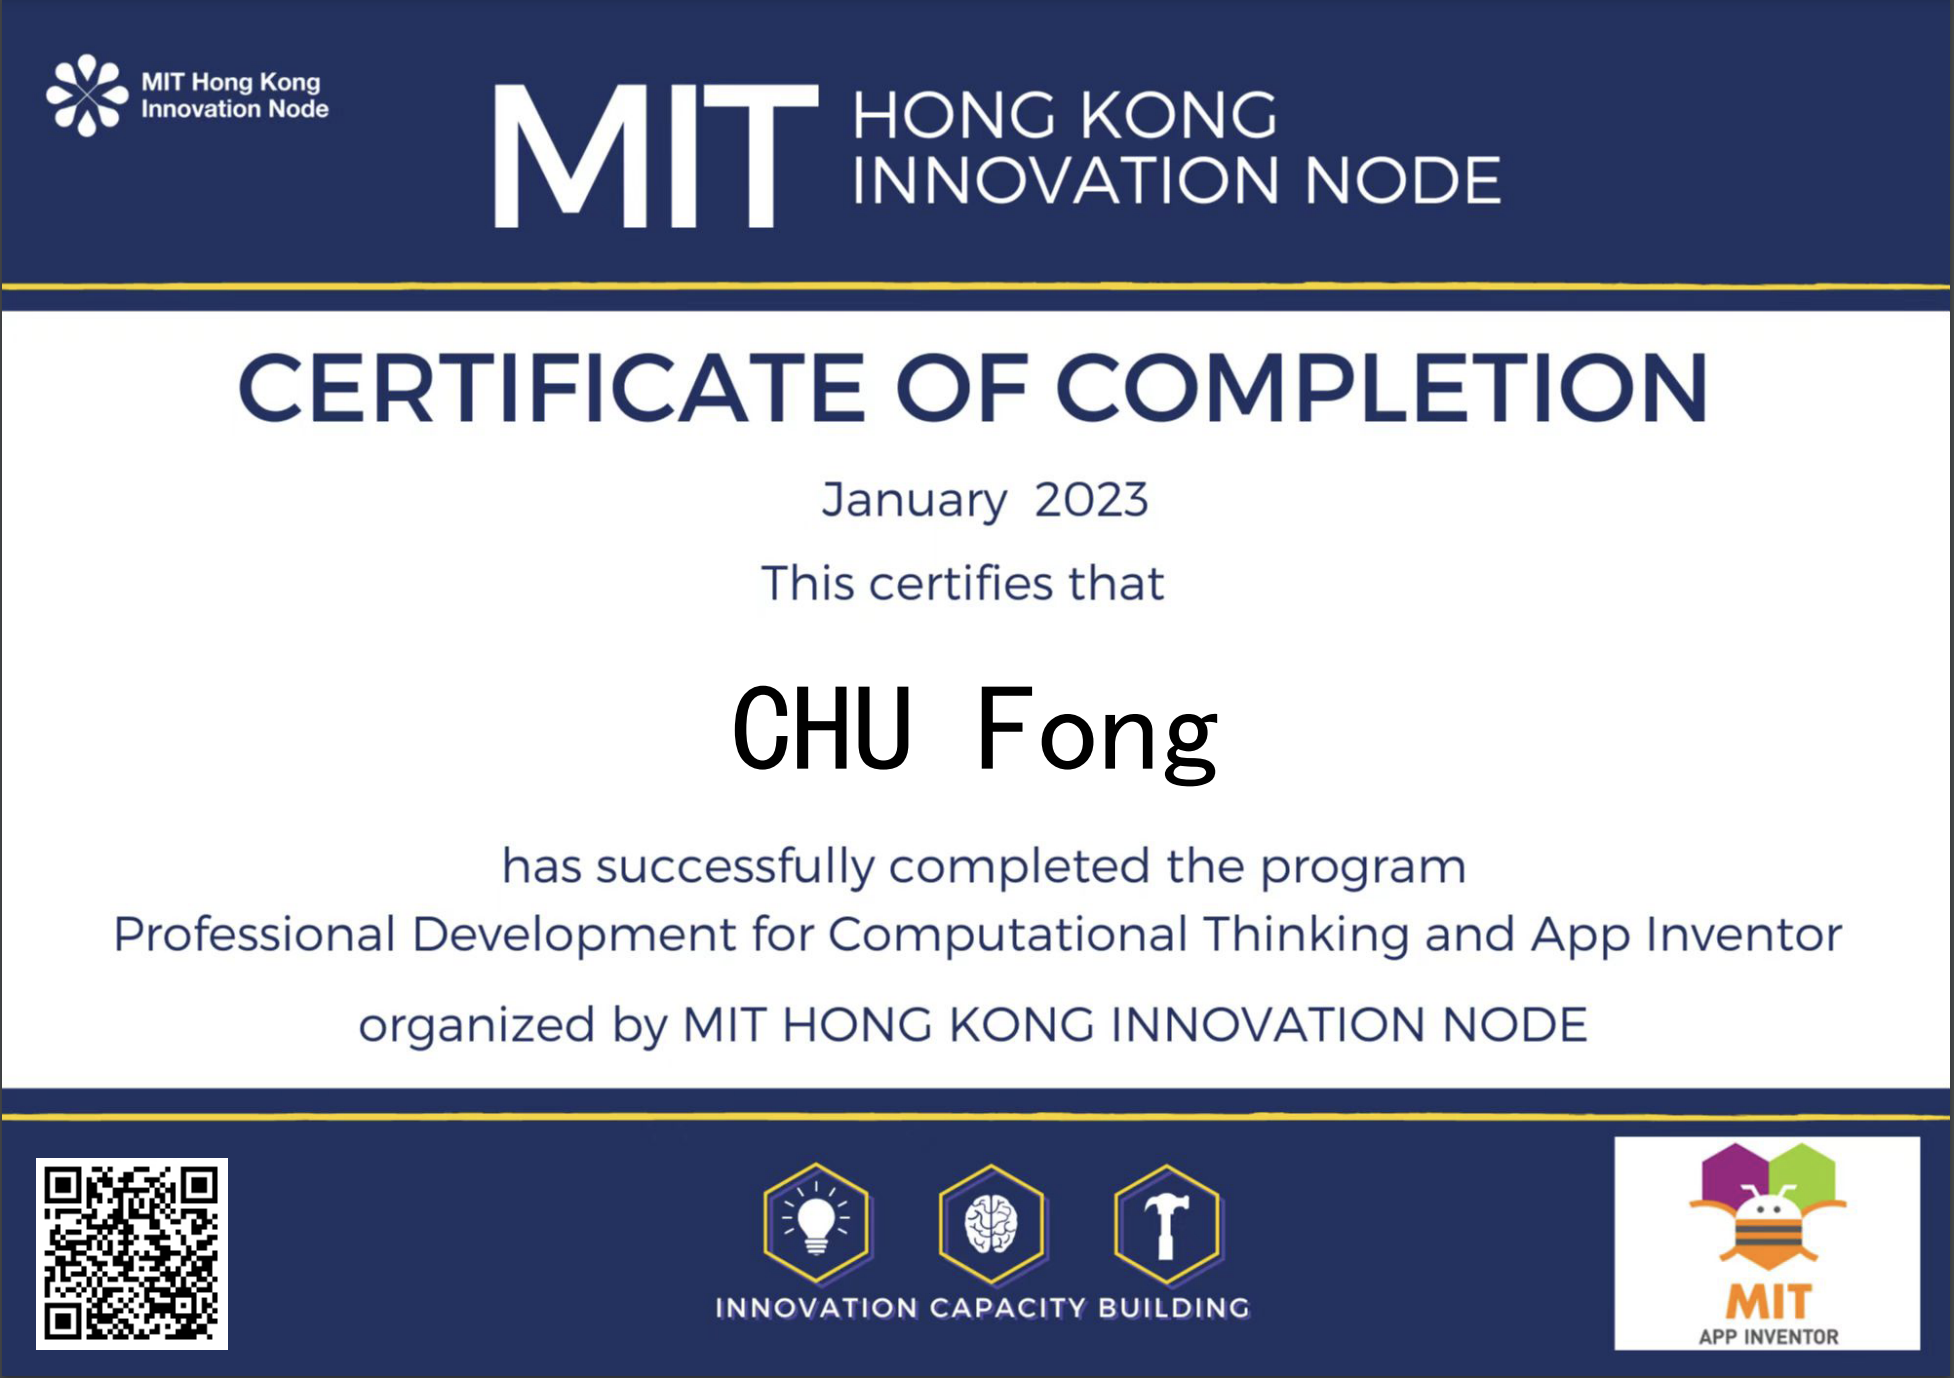 MIT Hong Kong
Innovation Node
MIT
HONG KONG
INNOVATION NODE
CERTIFICATE OF COMPLETION
January 2023
This certifies that
CHU Fong
has successfully completed the program
Professional Development for Computational Thinking and App Inventor
organized by MIT HONG KONG INNOVATION NODE
INNOVATION CAPACITY BUILDING
MIT
APP INVENTOR